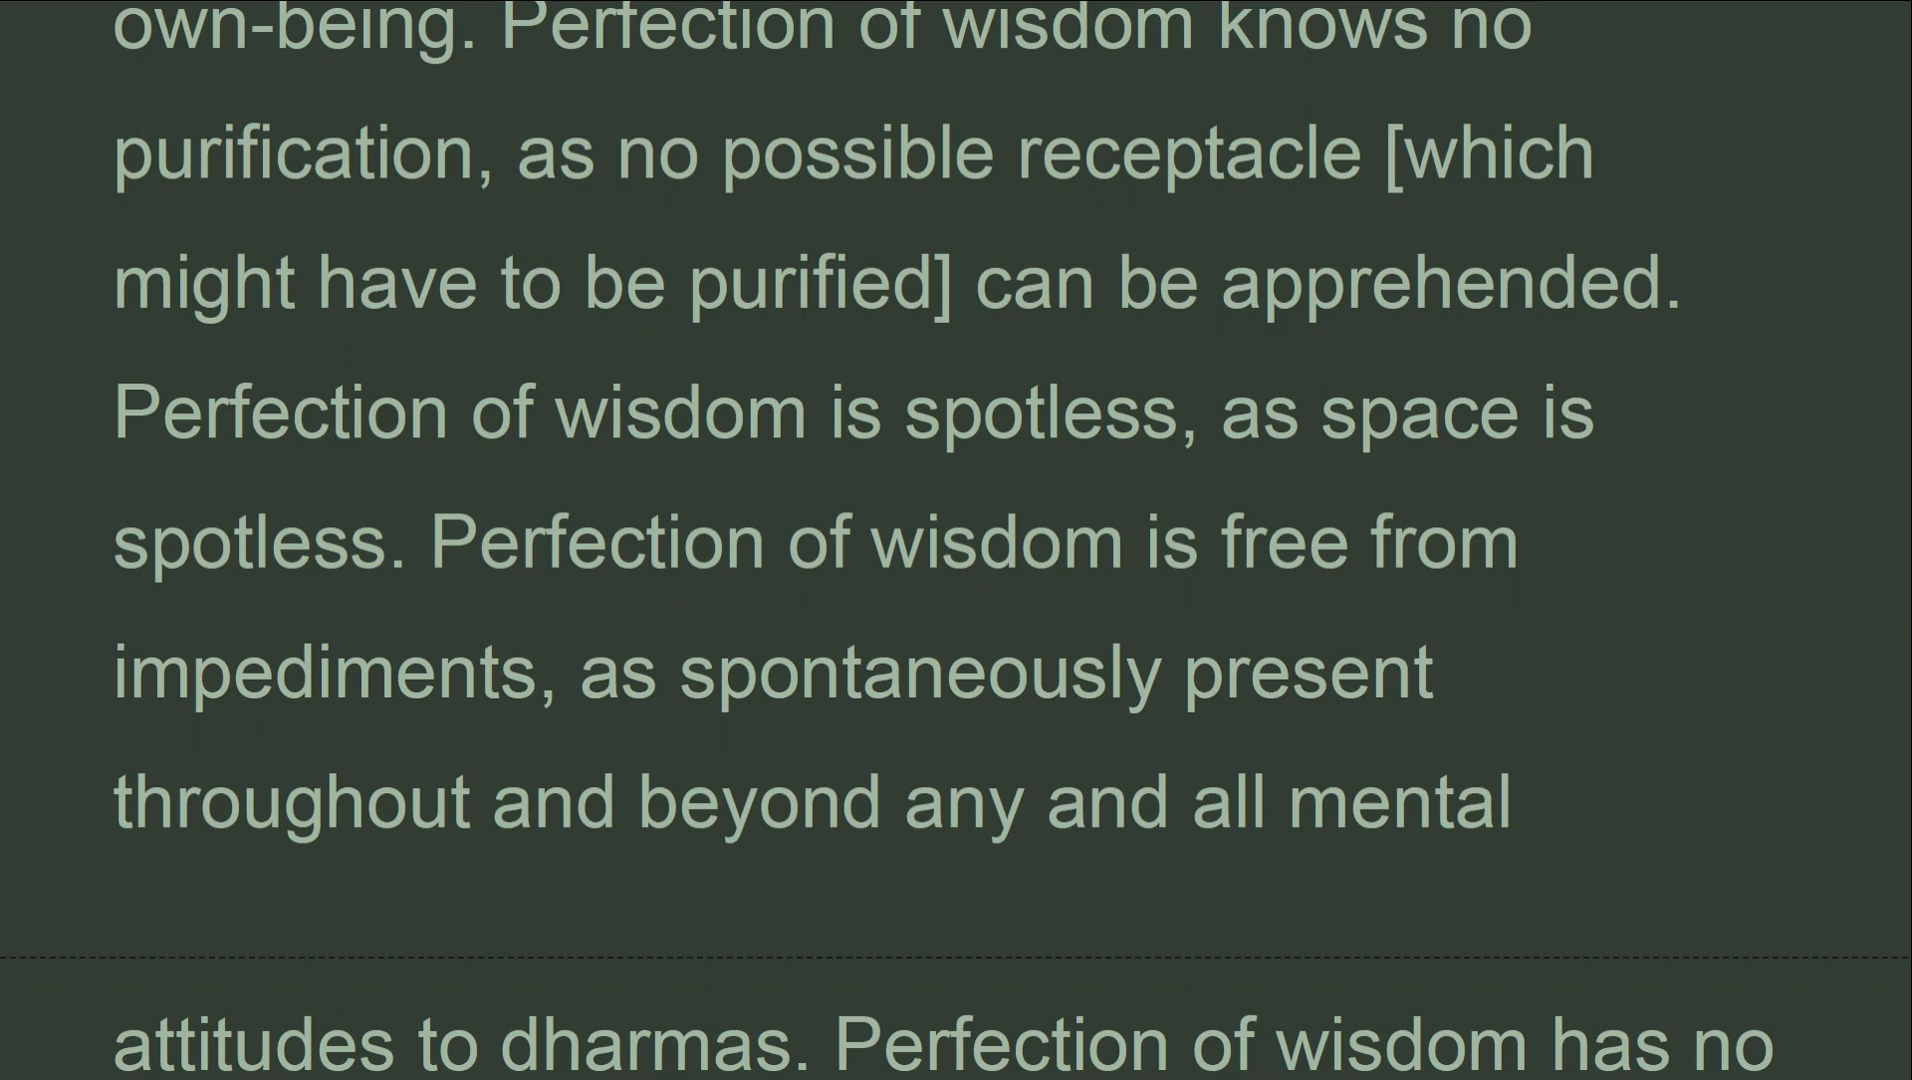 own-being. Perfection of wisdom knows no
purification, as no possible receptacle [which
might have to be purified] can be apprehended.
Perfection of wisdom is spotless, as space is
spotless. Perfection of wisdom is free from
impediments, as spontaneously present
throughout and beyond any and all mental
attitudes to dharmas. Perfection of wisdom has no